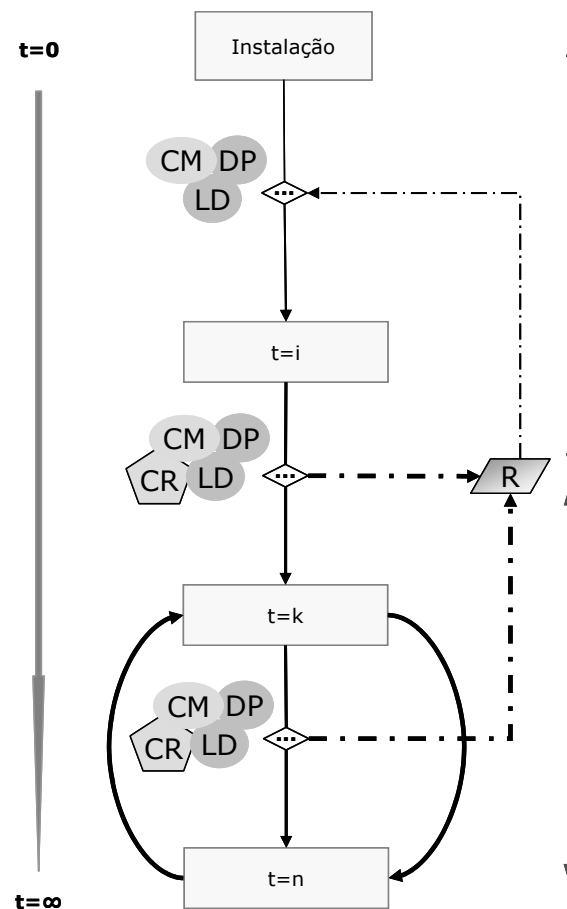 t=0
Instalação
CM DP
LD
...
t=i
CM DP
CR LD
...
R
t=k
CM DP
CR LD
...
t=n
t=∞